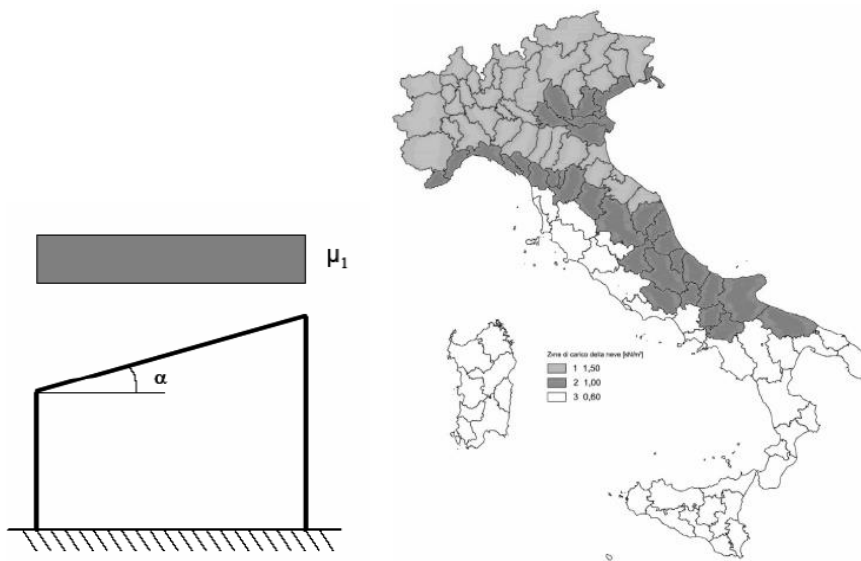 μ1
α
Zone di carico della neve [kN/m²]
1 1,50
2 1,00
3 0,60